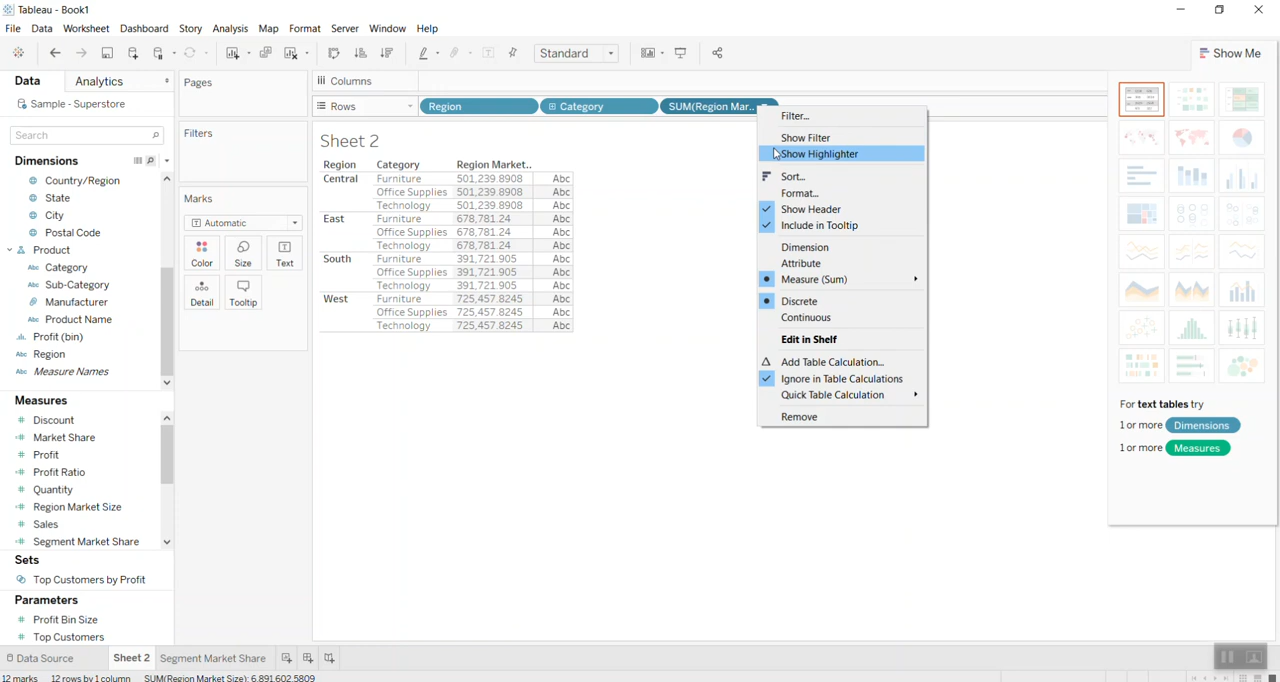 Tableau - Book1
File Data Worksheet Dashboard Story Analysis Map Format Server Window Help
Standard
Show Me
Data Analytics
Sample - Superstore
Search
Dimensions
Country/Region
State
City
Postal Code
Product
Abc Category
Abc Sub-Category
Manufacturer
Abc Product Name
Profit (bin)
Abc Region
Abc Measure Names
Measures
# Discount
=# Market Share
# Profit
=# Profit Ratio
# Quantity
=# Region Market Size
# Sales
=# Segment Market Share
Sets
Top Customers by Profit
Parameters
# Profit Bin Size
# Top Customers
Pages
Filters
Marks
Automatic
Color Size Text
Detail Tooltip
Columns
Rows Region Category SUM(Region Mar..
Sheet 2
Region Category Region Market..
Central Furniture 501,239.8908 Abc
Office Supplies 501,239.8908 Abc
Technology 501,239.8908 Abc
East Furniture 678,781.24 Abc
Office Supplies 678,781.24 Abc
Technology 678,781.24 Abc
South Furniture 391,721.905 Abc
Office Supplies 391,721.905 Abc
Technology 391,721.905 Abc
West Furniture 725,457.8245 Abc
Office Supplies 725,457.8245 Abc
Technology 725,457.8245 Abc
Filter...
Show Filter
Show Highlighter
Sort...
Format...
Show Header
Include in Tooltip
Dimension
Attribute
Measure (Sum)
Discrete
Continuous
Edit in Shelf
Add Table Calculation...
Ignore in Table Calculations
Quick Table Calculation
Remove
For text tables try
1 or more Dimensions
1 or more Measures
Data Source Sheet 2 Segment Market Share
12 marks 12 rows by 1 column SUM(Region Market Size): 6,891,602.5809